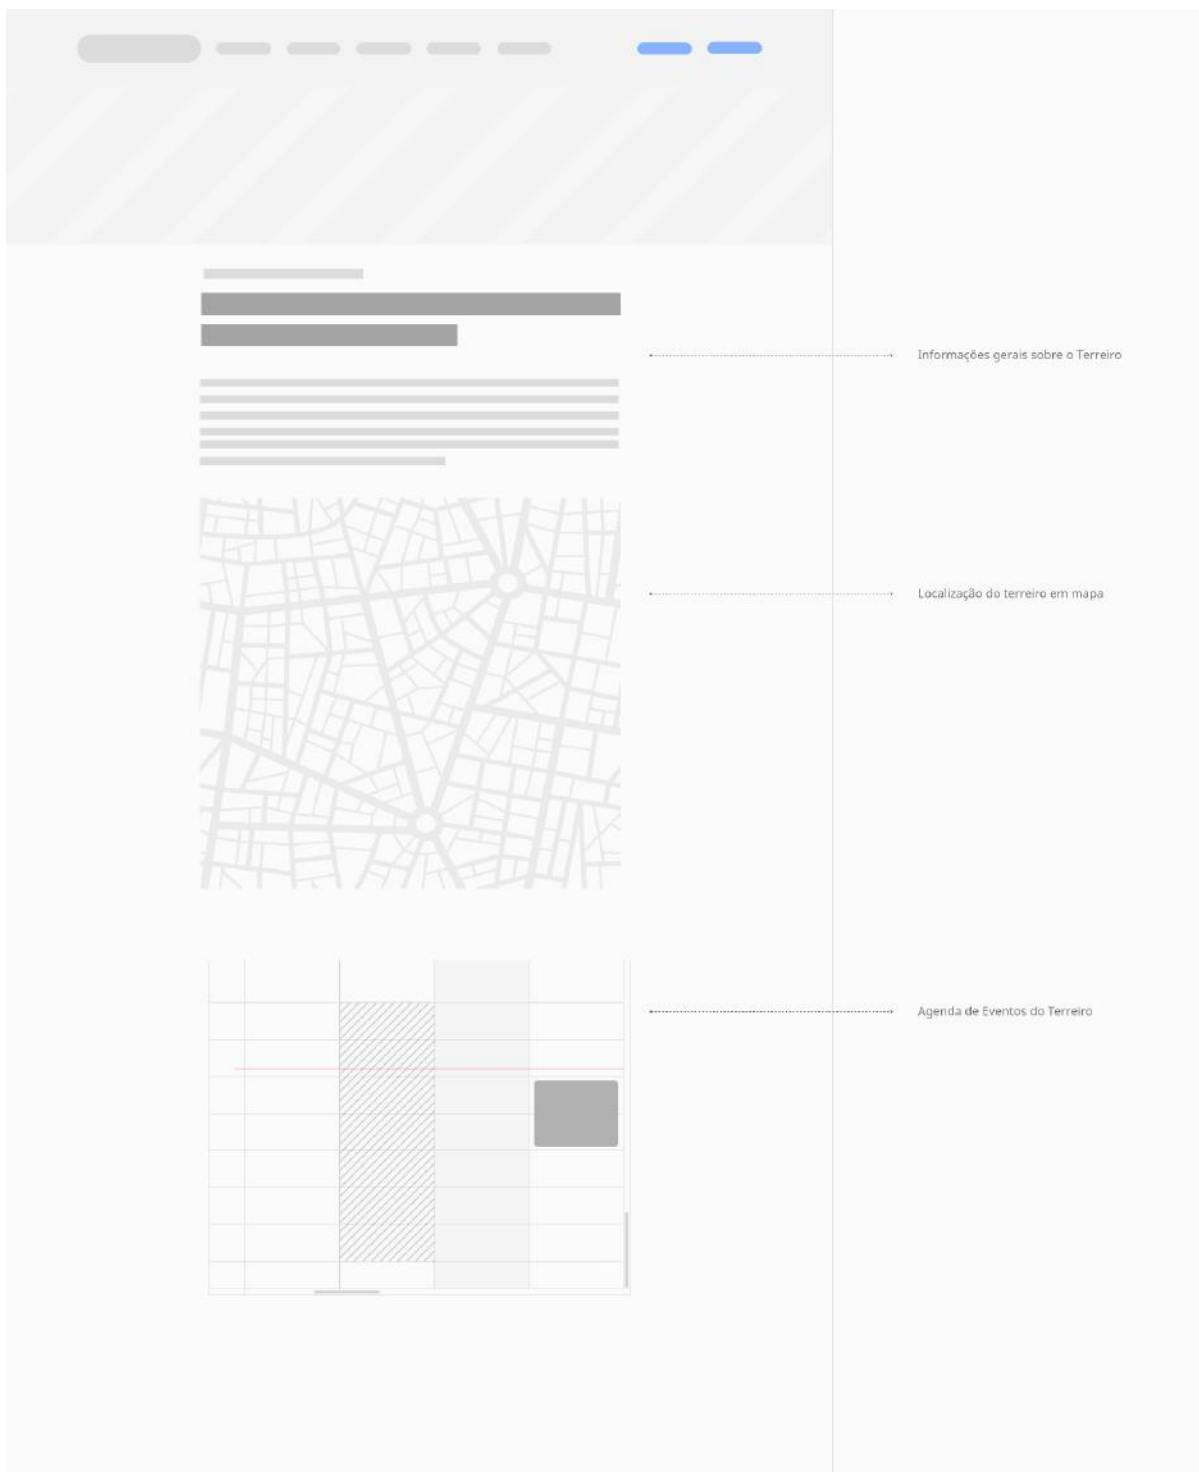 Informações gerais sobre o Terreiro
Localização do terreiro em mapa
Agenda de Eventos do Terreiro